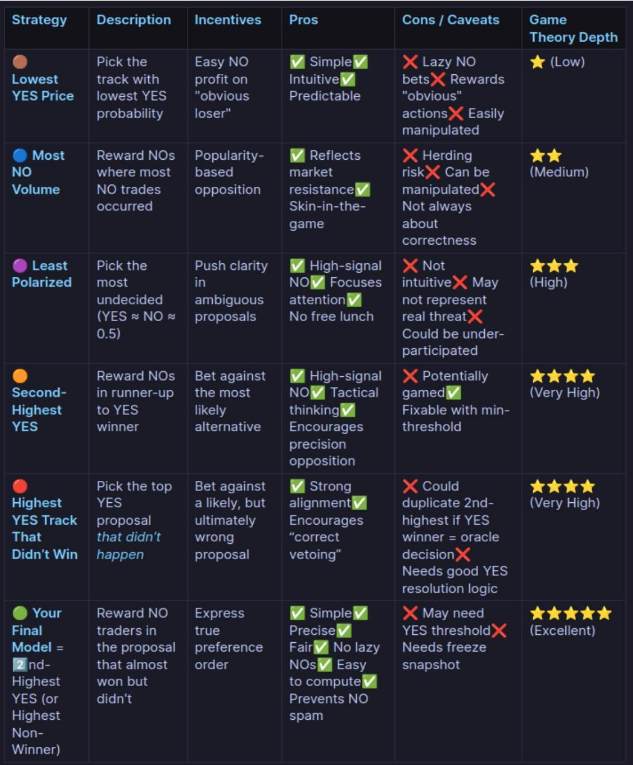 Strategy
Description
Incentives
Pros
Cons / Caveats
Game
Theory Depth
🟤
Lowest
YES Price
Pick the
track with
lowest YES
probability
Easy NO
profit on
"obvious
loser"
✅ Simple✅
Intuitive✅
Predictable
❌ Lazy NO
bets❌ Rewards
"obvious"
actions❌ Easily
manipulated
⭐ (Low)
🔵 Most
NO
Volume
Reward NOs
where most
NO trades
occurred
Popularity-
based
opposition
✅ Reflects
market
resistance✅
Skin-in-the-
game
❌ Herding
risk❌ Can be
manipulated❌
Not always
about
correctness
⭐⭐
(Medium)
🟣 Least
Polarized
Pick the
most
undecided
(YES ≈ NO ≈
0.5)
Push clarity
in
ambiguous
proposals
✅ High-signal
NO✅ Focuses
attention✅
No free lunch
❌ Not
intuitive❌ May
not represent
real threat❌
Could be under-
participated
⭐⭐⭐
(High)
🟠
Second-
Highest
YES
Reward NOs
in runner-up
to YES
winner
Bet against
the most
likely
alternative
✅ High-signal
NO✅ Tactical
thinking✅
Encourages
precision
opposition
❌ Potentially
gamed✅
Fixable with min-
threshold
⭐⭐⭐⭐
(Very High)
🔴
Highest
YES Track
That
Didn't Win
Pick the top
YES
proposal
that didn't
happen
Bet against
a likely, but
ultimately
wrong
proposal
✅ Strong
alignment✅
Encourages
“correct
vetoing”
❌ Could
duplicate 2nd-
highest if YES
winner = oracle
decision❌
Needs good YES
resolution logic
⭐⭐⭐⭐
(Very High)
🟢 Your
Final
Model =
2️⃣nd-
Highest
YES (or
Highest
Non-
Winner)
Reward NO
traders in
the proposal
that almost
won but
didn't
Express
true
preference
order
✅ Simple✅
Precise✅
Fair✅ No lazy
NOs✅ Easy
to compute✅
Prevents NO
spam
❌ May need
YES threshold❌
Needs freeze
snapshot
⭐⭐⭐⭐⭐
(Excellent)